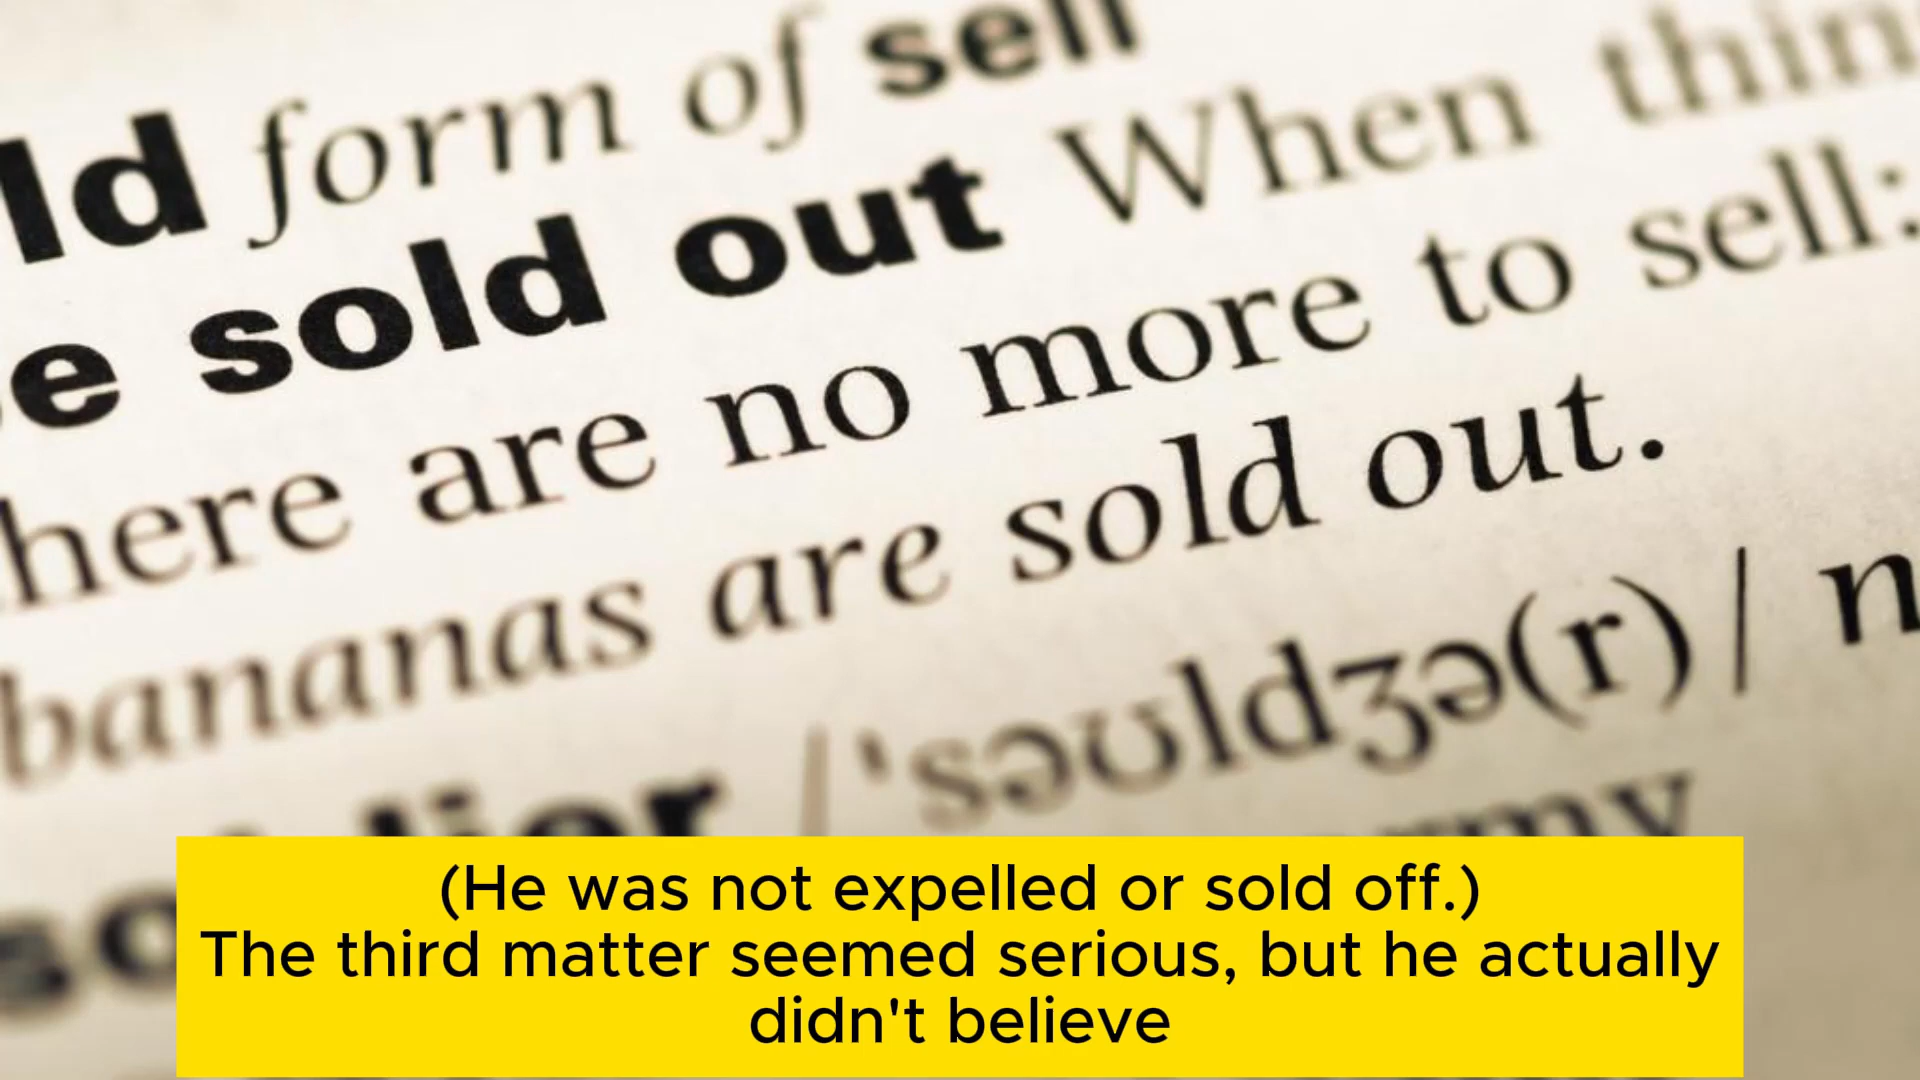 ld form of sell
e sold out When thin
here are no more to sell:
bananas are sold out.
/ˈsəʊldʒə(r)/ n
(He was not expelled or sold off.)
The third matter seemed serious, but he actually
didn't believe